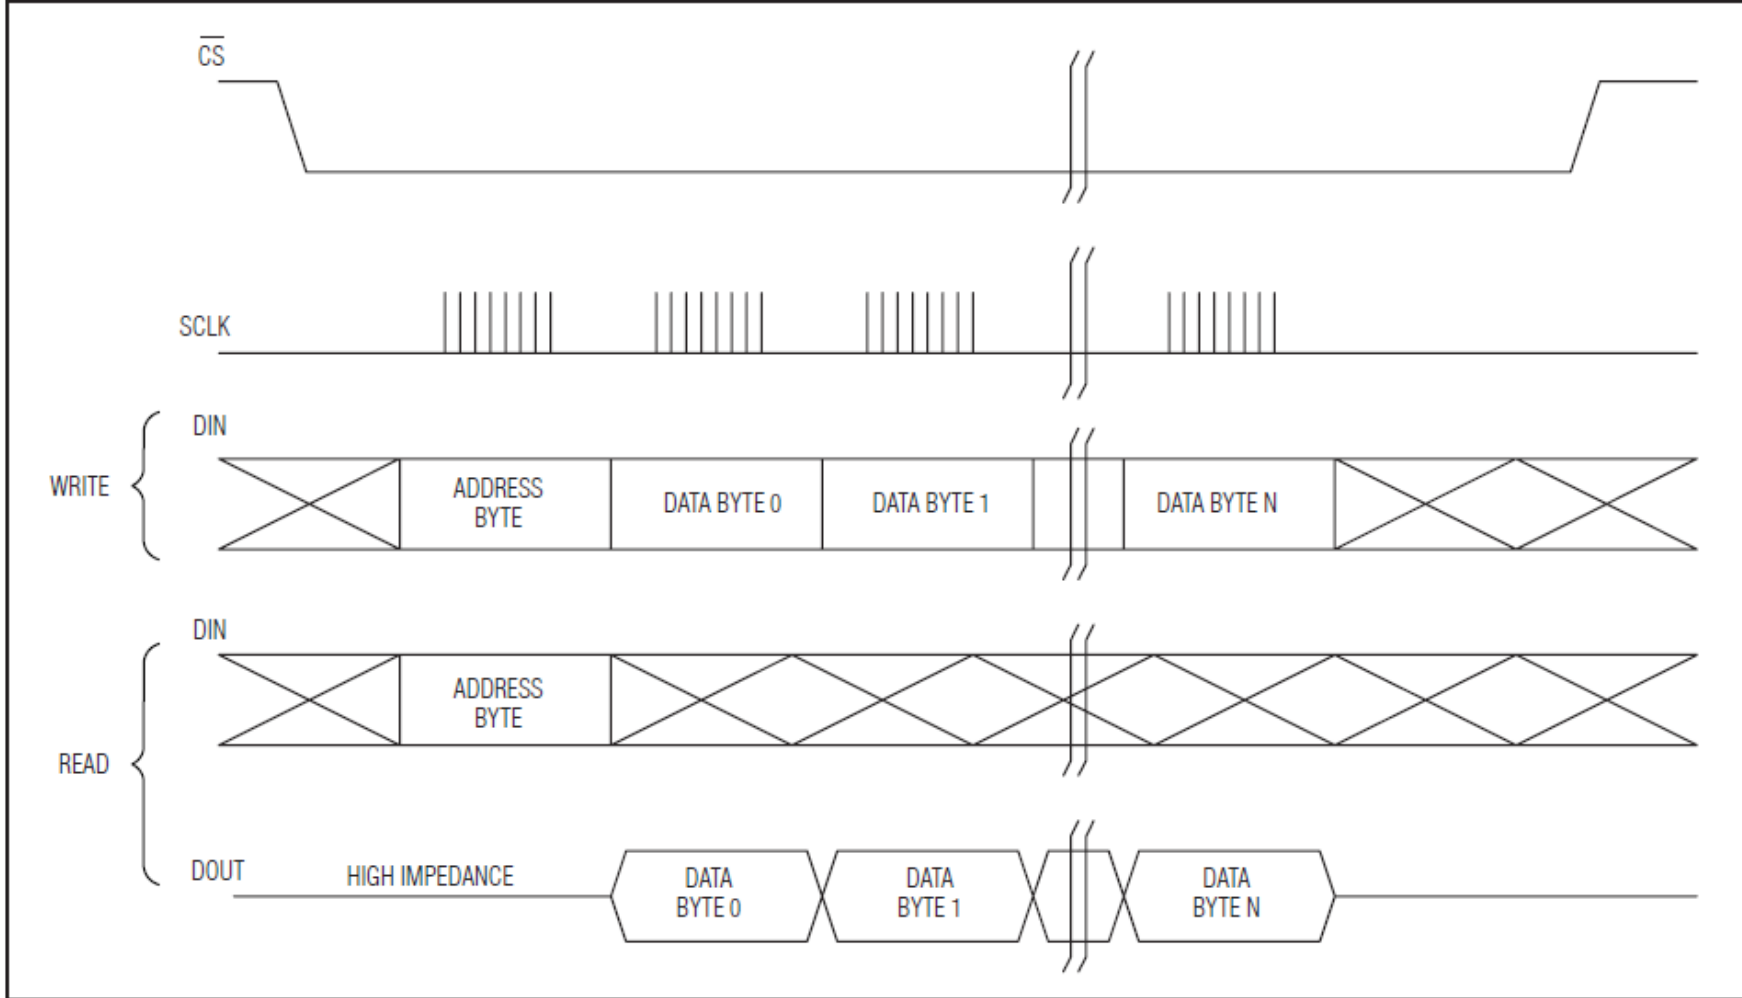 CS
SCLK
DIN
WRITE
ADDRESS
BYTE
DATA BYTE 0
DATA BYTE 1
DATA BYTE N
DIN
ADDRESS
BYTE
READ
DOUT
HIGH IMPEDANCE
DATA
BYTE 0
DATA
BYTE 1
DATA
BYTE N